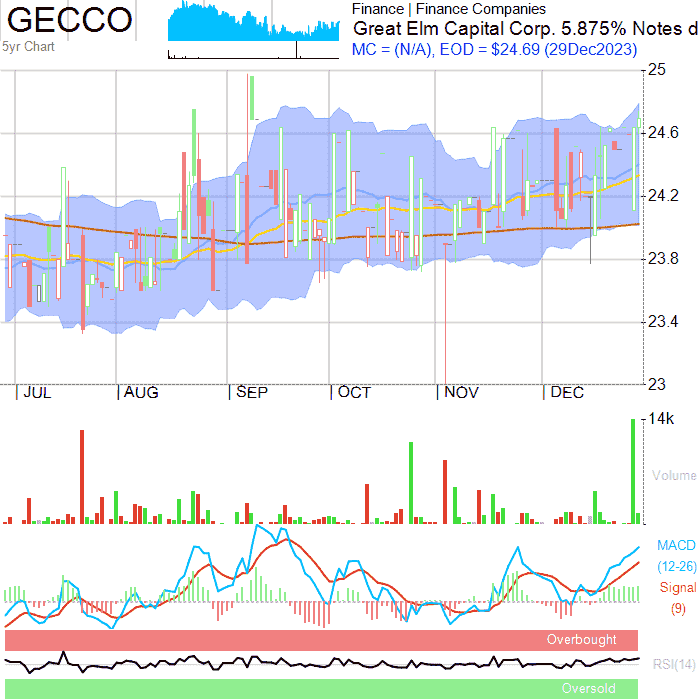 GECCO
5yr Chart
Finance | Finance Companies
Great Elm Capital Corp. 5.875% Notes d
MC = (N/A), EOD = $24.69 (29Dec2023)
25
24.6
24.2
23.8
23.4
23
JUL AUG SEP OCT NOV DEC
14k
Volume
MACD
(12-26)
Signal
(9)
Overbought
RSI(14)
Oversold